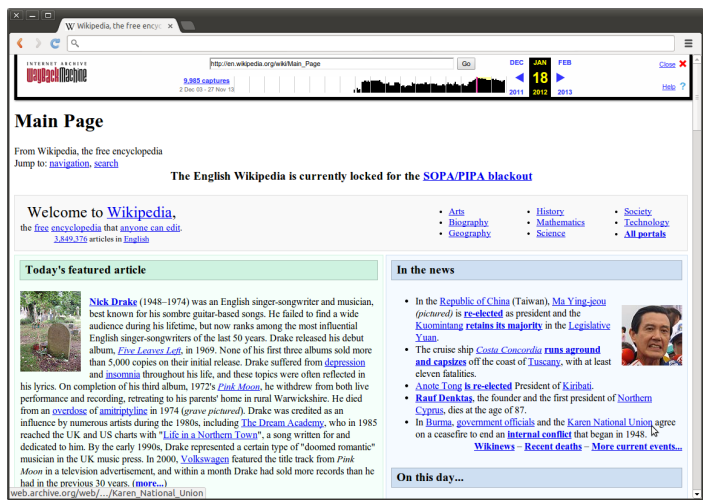 Wikipedia, the free encyc
INTERNET ARCHIVE
WayBackMachine
http://en.wikipedia.org/wiki/Main_Page
Go
9,985 captures
2 Dec 03 - 27 Nov 13
DEC JAN FEB
18
2011 2012 2013
Close
Help ?
Main Page
From Wikipedia, the free encyclopedia
Jump to: navigation, search
The English Wikipedia is currently locked for the SOPA/PIPA blackout
Welcome to Wikipedia,
the free encyclopedia that anyone can edit.
3,849,376 articles in English
• Arts
• Biography
• Geography
• History
• Mathematics
• Science
• Society
• Technology
• All portals
Today's featured article
Nick Drake (1948–1974) was an English singer-songwriter and musician,
best known for his sombre guitar-based songs. He failed to find a wide
audience during his lifetime, but now ranks among the most influential
English singer-songwriters of the last 50 years. Drake released his debut
album, Five Leaves Left, in 1969. None of his first three albums sold more
than 5,000 copies on their initial release. Drake suffered from depression
and insomnia throughout his life, and these topics were often reflected in
his lyrics. On completion of his third album, 1972's Pink Moon, he withdrew from both live
performance and recording, retreating to his parents' home in rural Warwickshire. He died
from an overdose of amitriptyline in 1974 (grave pictured). Drake was credited as an
influence by numerous artists during the 1980s, including The Dream Academy, who in 1985
reached the UK and US charts with "Life in a Northern Town", a song written for and
dedicated to him. By the early 1990s, Drake represented a certain type of "doomed romantic"
musician in the UK music press. In 2000, Volkswagen featured the title track from Pink
Moon in a television advertisement, and within a month Drake had sold more records than he
had in the previous 30 years. (more...)
In the news
• In the Republic of China (Taiwan), Ma Ying-jeou
(pictured) is re-elected as president and the
Kuomintang retains its majority in the Legislative
Yuan.
• The cruise ship Costa Concordia runs aground
and capsizes off the coast of Tuscany, with at least
eleven fatalities.
• Anote Tong is re-elected President of Kiribati.
• Rauf Denktaş, the founder and the first president of Northern
Cyprus, dies at the age of 87.
• In Burma, government officials and the Karen National Union agree
on a ceasefire to end an internal conflict that began in 1948.
Wikinews – Recent deaths – More current events...
On this day...
web.archive.org/web/.../Karen_National_Union